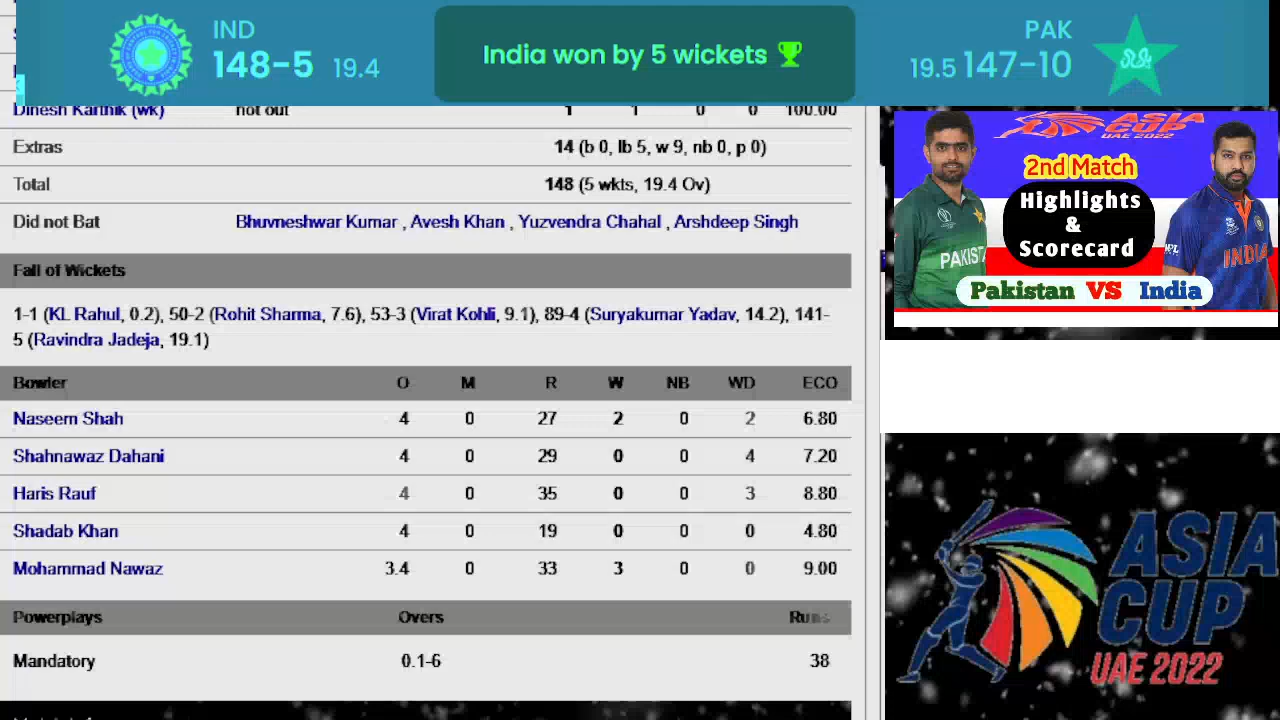 IND
148-5 19.4
India won by 5 wickets
PAK
19.5 147-10
Dinesh Karthik (wk) not out 1 1 0 0 100.00
Extras 14 (b 0, lb 5, w 9, nb 0, p 0)
Total 148 (5 wkts, 19.4 Ov)
Did not Bat Bhuvneshwar Kumar , Avesh Khan , Yuzvendra Chahal , Arshdeep Singh
Fall of Wickets
1-1 (KL Rahul, 0.2), 50-2 (Rohit Sharma, 7.6), 53-3 (Virat Kohli, 9.1), 89-4 (Suryakumar Yadav, 14.2), 141-
5 (Ravindra Jadeja, 19.1)
Bowler O M R W NB WD ECO
Naseem Shah 4 0 27 2 0 2 6.80
Shahnawaz Dahani 4 0 29 0 0 4 7.20
Haris Rauf 4 0 35 0 0 3 8.80
Shadab Khan 4 0 19 0 0 0 4.80
Mohammad Nawaz 3.4 0 33 3 0 0 9.00
Powerplays Overs Runs
Mandatory 0.1-6 38
ASIA
CUP
UAE 2022
2nd Match
Highlights
&
Scorecard
PAKISTA
INDIA
Pakistan VS India
ASIA
CUP
UAE 2022